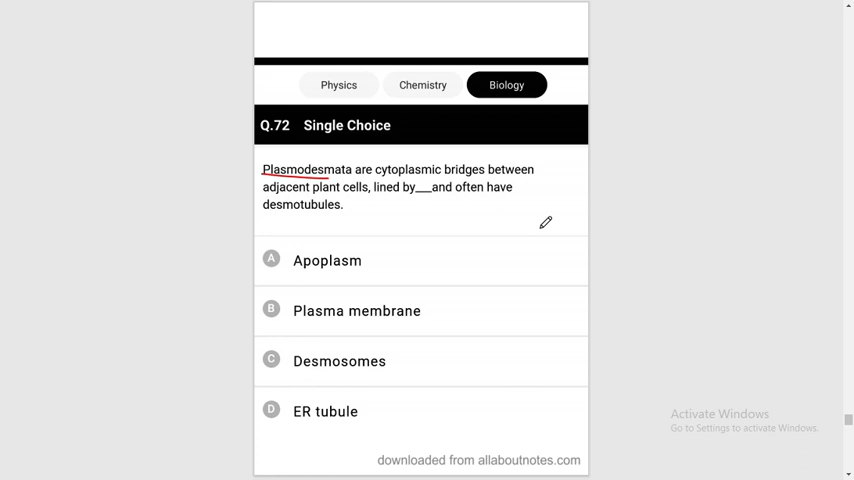 Physics
Chemistry
Biology
Q.72 Single Choice
Plasmodesmata are cytoplasmic bridges between
adjacent plant cells, lined by___and often have
desmotubules.
A Apoplasm
B Plasma membrane
C Desmosomes
D ER tubule
Activate Windows
Go to Settings to activate Windows.
downloaded from allaboutnotes.com